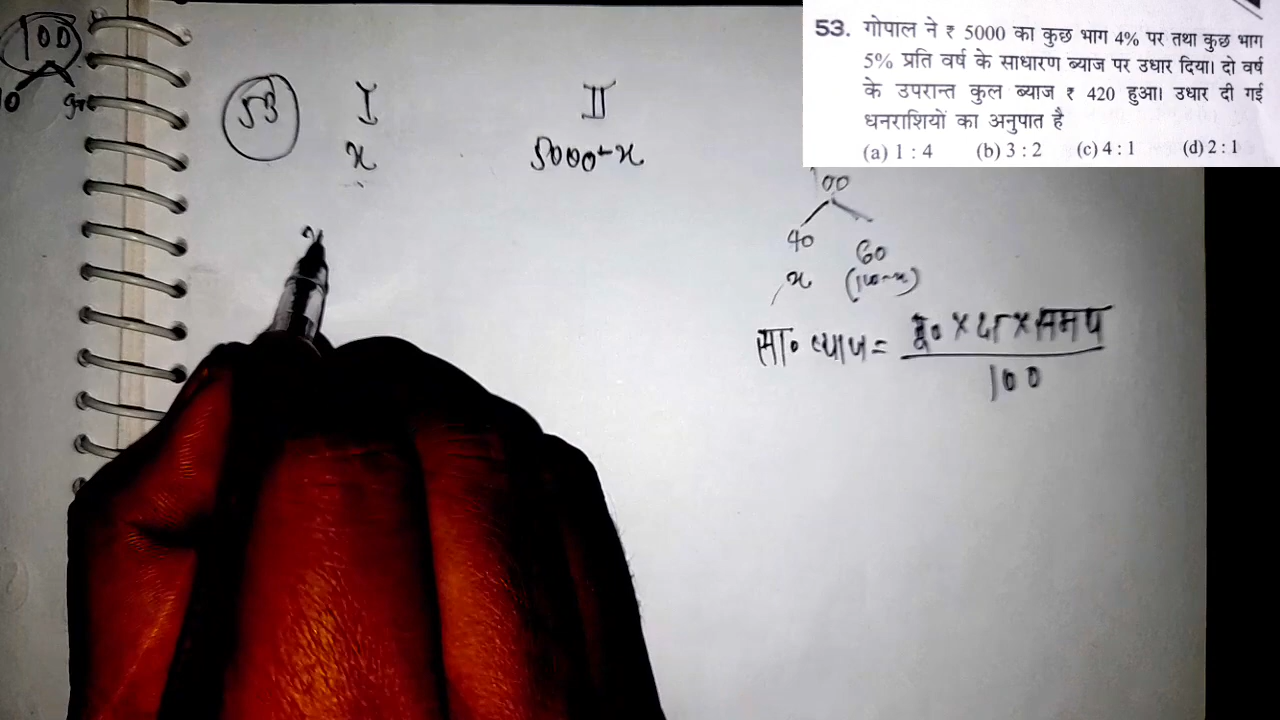 53. गोपाल ने ₹ 5000 का कुछ भाग 4% पर तथा कुछ भाग
5% प्रति वर्ष के साधारण ब्याज पर उधार दिया। दो वर्ष
के उपरान्त कुल ब्याज ₹ 420 हुआ। उधार दी गई
धनराशियों का अनुपात है
(a) 1 : 4 (b) 3 : 2 (c) 4 : 1 (d) 2 : 1
100
53 I II
x 5000-x
x
100
40 60
x (100-x)
सा० ब्याज = मू० × दर × समय
100